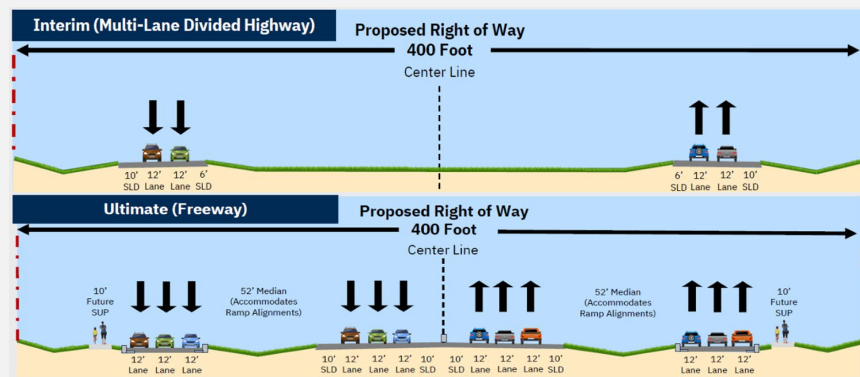 Interim (Multi-Lane Divided Highway)
Proposed Right of Way
400 Foot
Center Line
10' 12' 12' 6'
SLD Lane Lane SLD
6' 12' 12' 10'
SLD Lane Lane SLD
Ultimate (Freeway)
Proposed Right of Way
400 Foot
Center Line
10'
Future
SUP
52' Median
(Accommodates
Ramp Alignments)
52' Median
(Accommodates
Ramp Alignments)
10'
Future
SUP
12' 12' 12'
Lane Lane Lane
10' 12' 12' 12' 10'
SLD Lane Lane Lane SLD
10' 12' 12' 12' 10'
SLD Lane Lane Lane SLD
12' 12' 12'
Lane Lane Lane